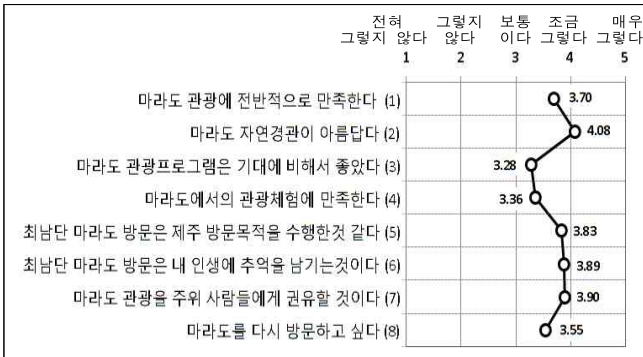 전혀 그렇지 보통 조금 매우
그렇지 않다 않다 이다 그렇다 그렇다
1 2 3 4 5
마라도 관광에 전반적으로 만족한다 (1) 3.70
마라도 자연경관이 아름답다 (2) 4.08
마라도 관광프로그램은 기대에 비해서 좋았다 (3) 3.28
마라도에서의 관광체험에 만족한다 (4) 3.36
최남단 마라도 방문은 제주 방문목적을 수행한것 같다 (5) 3.83
최남단 마라도 방문은 내 인생에 추억을 남기는것이다 (6) 3.89
마라도 관광을 주위 사람들에게 권유할 것이다 (7) 3.90
마라도를 다시 방문하고 싶다 (8) 3.55